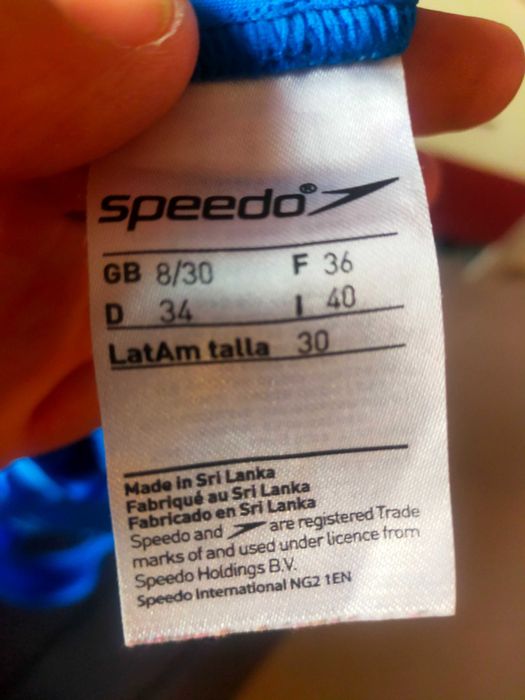 speedo®
GB 8/30 F 36
D 34 I 40
LatAm talla 30
Made in Sri Lanka
Fabriqué au Sri Lanka
Fabricado en Sri Lanka
Speedo and are registered Trade
marks of and used under licence from
Speedo Holdings B.V.
Speedo International NG2 1EN